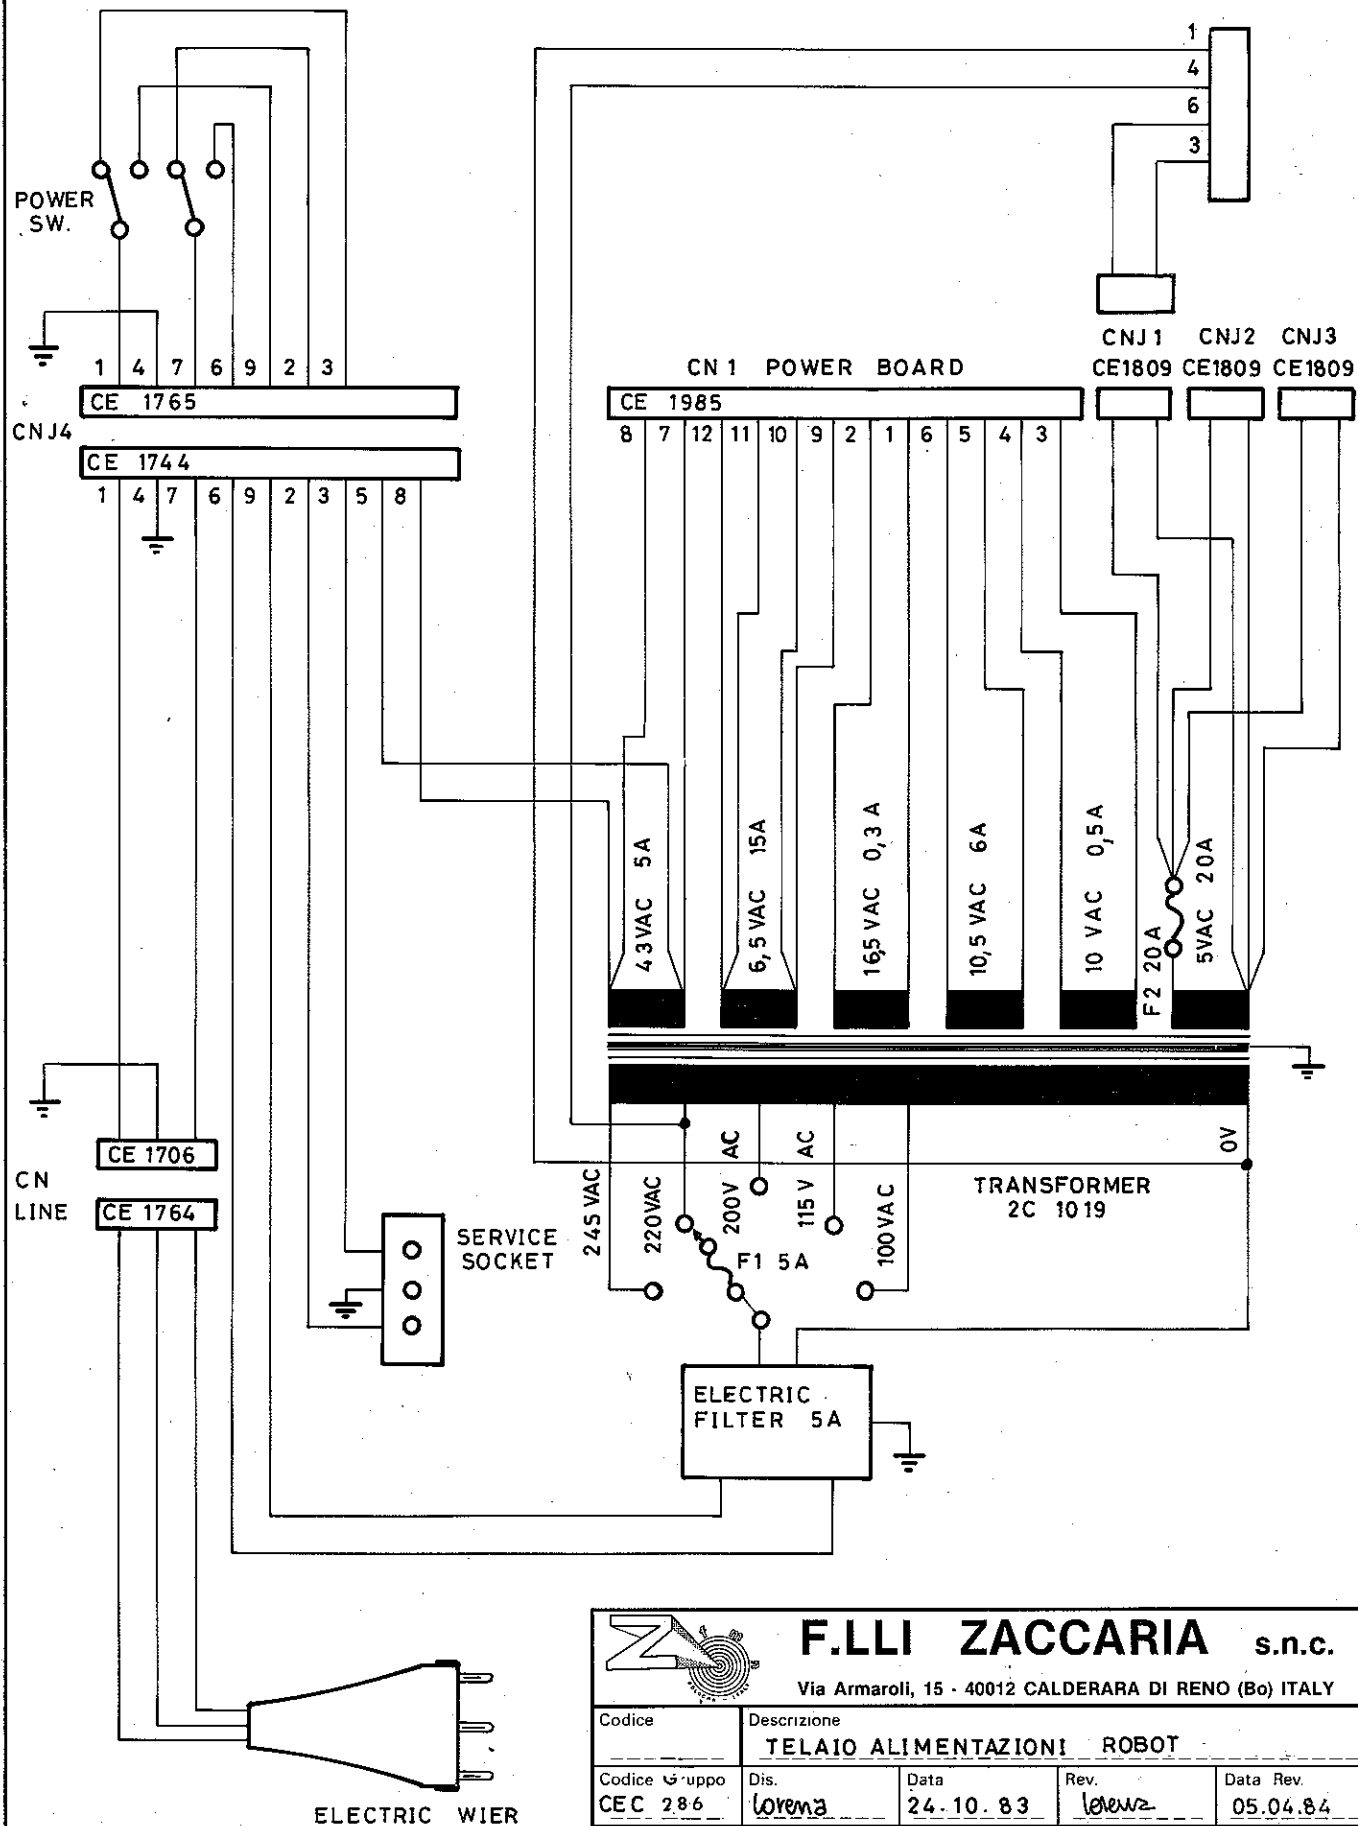 1
4
6
3
POWER
SW.
1 4 7 6 9 2 3
CE 1765
CNJ4
CE 1744
1 4 7 6 9 2 3 5 8
CN 1 POWER BOARD
CE 1985
8 7 12 11 10 9 2 1 6 5 4 3
CNJ1 CNJ2 CNJ3
CE1809 CE1809 CE1809
43VAC 5A
6,5VAC 15A
16,5 VAC 0,3 A
10,5 VAC 6A
10 VAC 0,5A
F2 20A
5VAC 20A
CE 1706
CN
LINE
CE 1764
SERVICE
SOCKET
245 VAC
220VAC
200V AC
115V AC
100VAC
0V
TRANSFORMER
2C 1019
F1 5A
ELECTRIC
FILTER 5A
ELECTRIC WIER
F.LLI ZACCARIA s.n.c.
Via Armaroli, 15 - 40012 CALDERARA DI RENO (Bo) ITALY
Codice
Descrizione
TELAIO ALIMENTAZIONI ROBOT
Codice Gruppo
CEC 286
Dis.
Lorena
Data
24.10.83
Rev.
Data Rev.
05.04.84